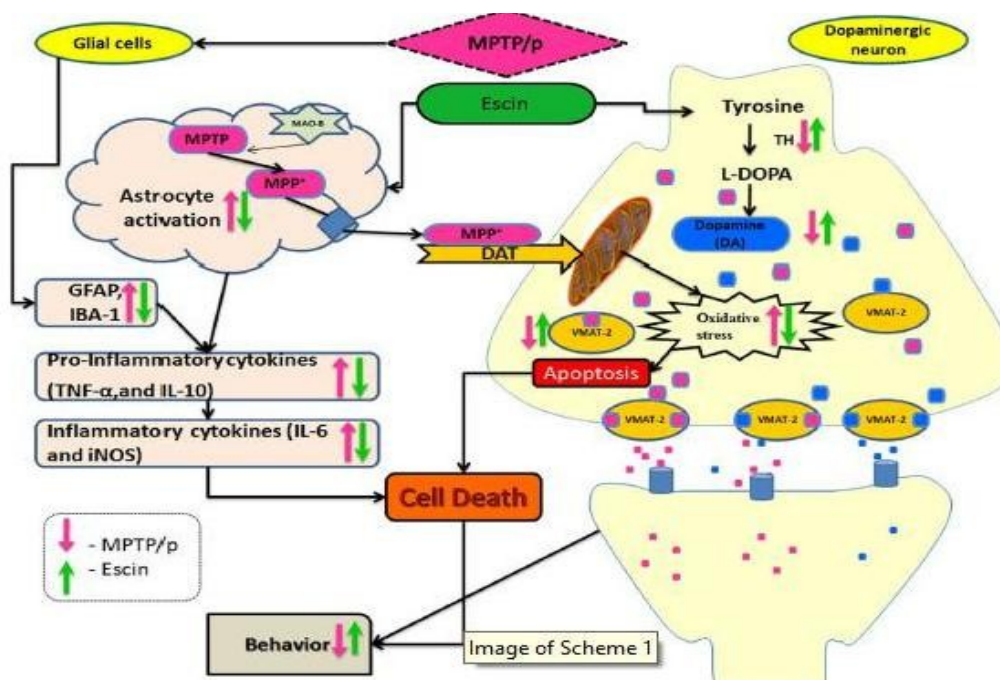 Glial cells
MPTP/p
Dopaminergic
neuron
Escin
MAO-B
MPTP
MPP⁺
Astrocyte
activation
Tyrosine
TH
L-DOPA
Dopamine
(DA)
MPP⁺
DAT
GFAP,
IBA-1
VMAT-2
Oxidative
stress
VMAT-2
Pro-Inflammatory cytokines
(TNF-α,and IL-10)
Apoptosis
Inflammatory cytokines (IL-6
and iNOS)
VMAT-2
VMAT-2
VMAT-2
Cell Death
- MPTP/p
- Escin
Behavior
Image of Scheme 1